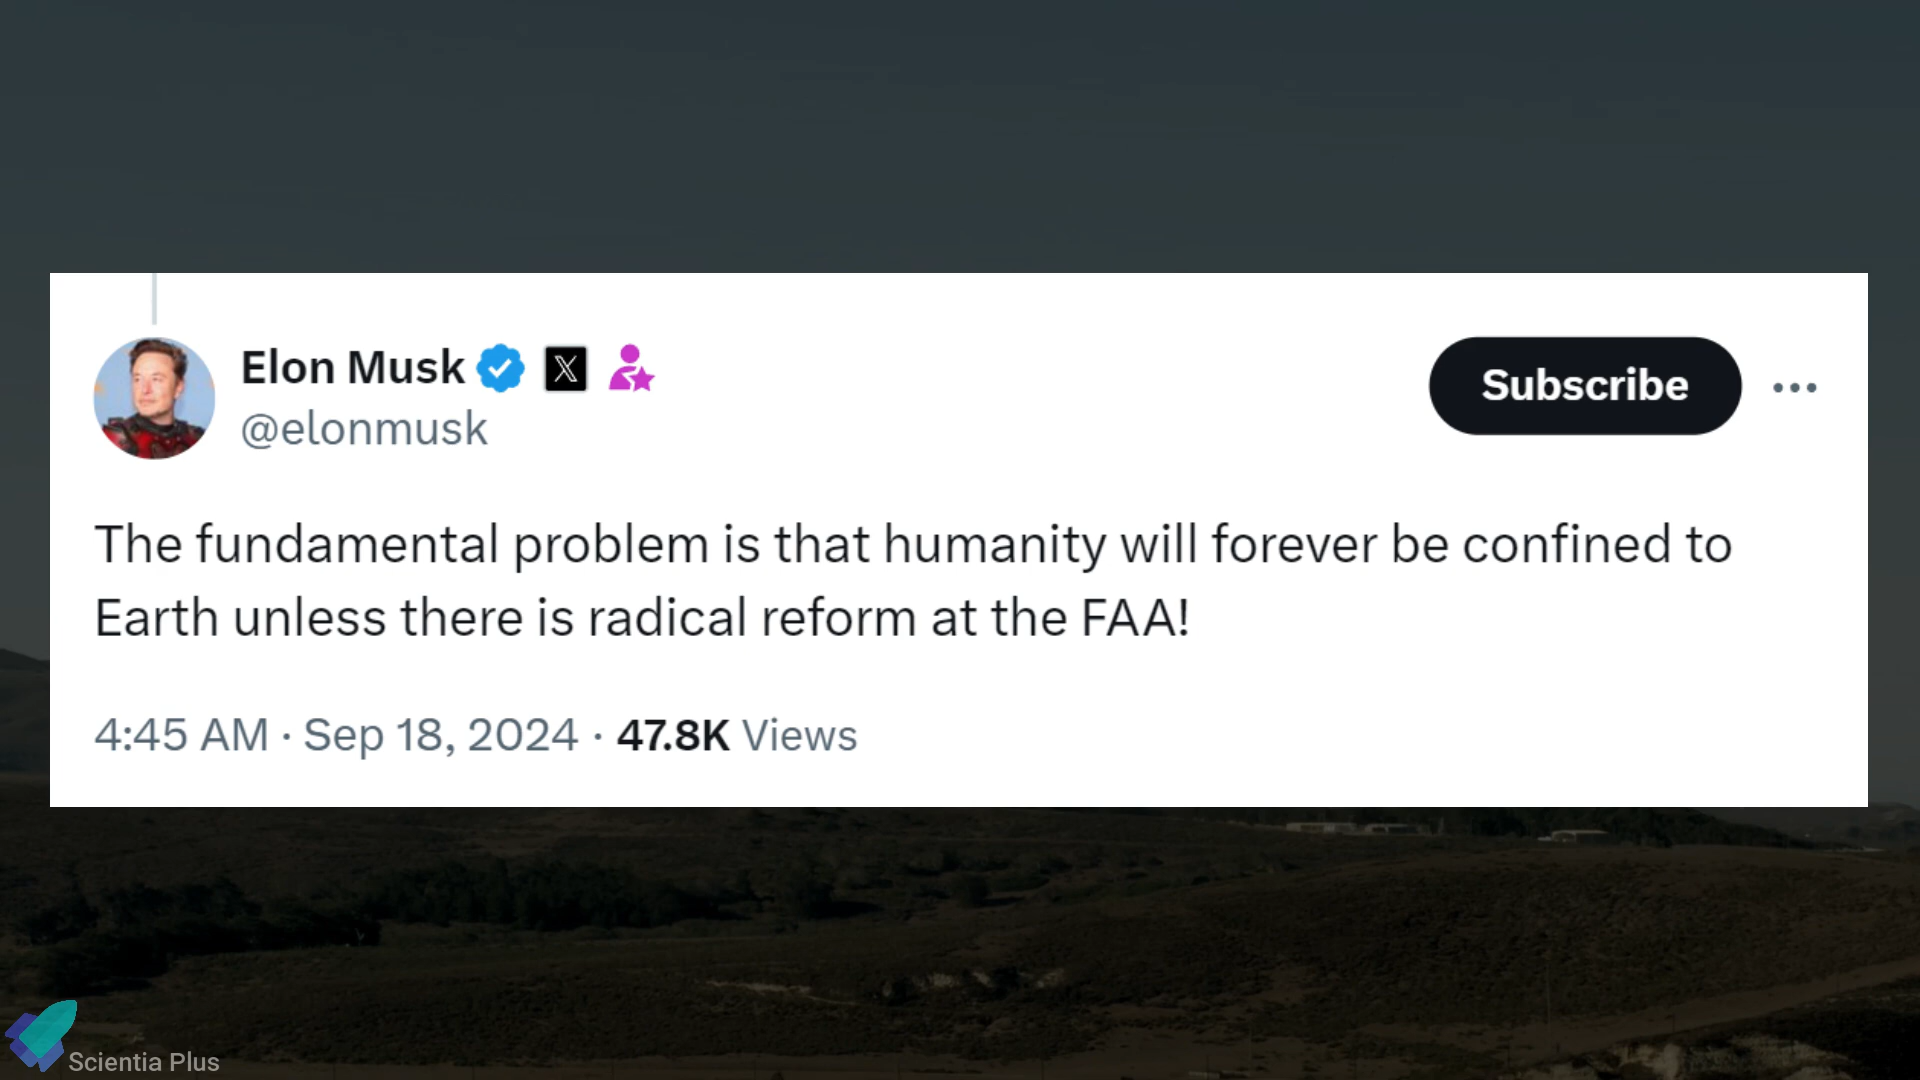 Elon Musk
@elonmusk
Subscribe
The fundamental problem is that humanity will forever be confined to
Earth unless there is radical reform at the FAA!
4:45 AM · Sep 18, 2024 · 47.8K Views
Scientia Plus